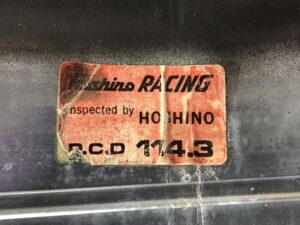 Hoshino RACING
Inspected by HOSHINO
P.C.D 114.3